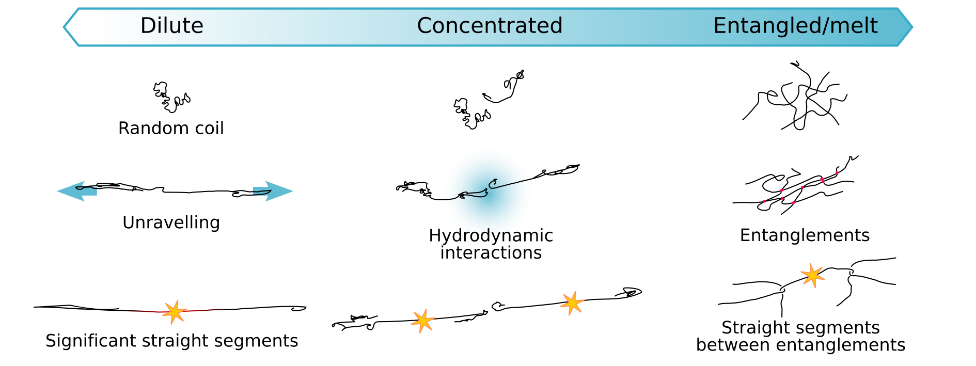 Dilute
Concentrated
Entangled/melt
Random coil
Unravelling
Hydrodynamic
interactions
Entanglements
Significant straight segments
Straight segments
between entanglements